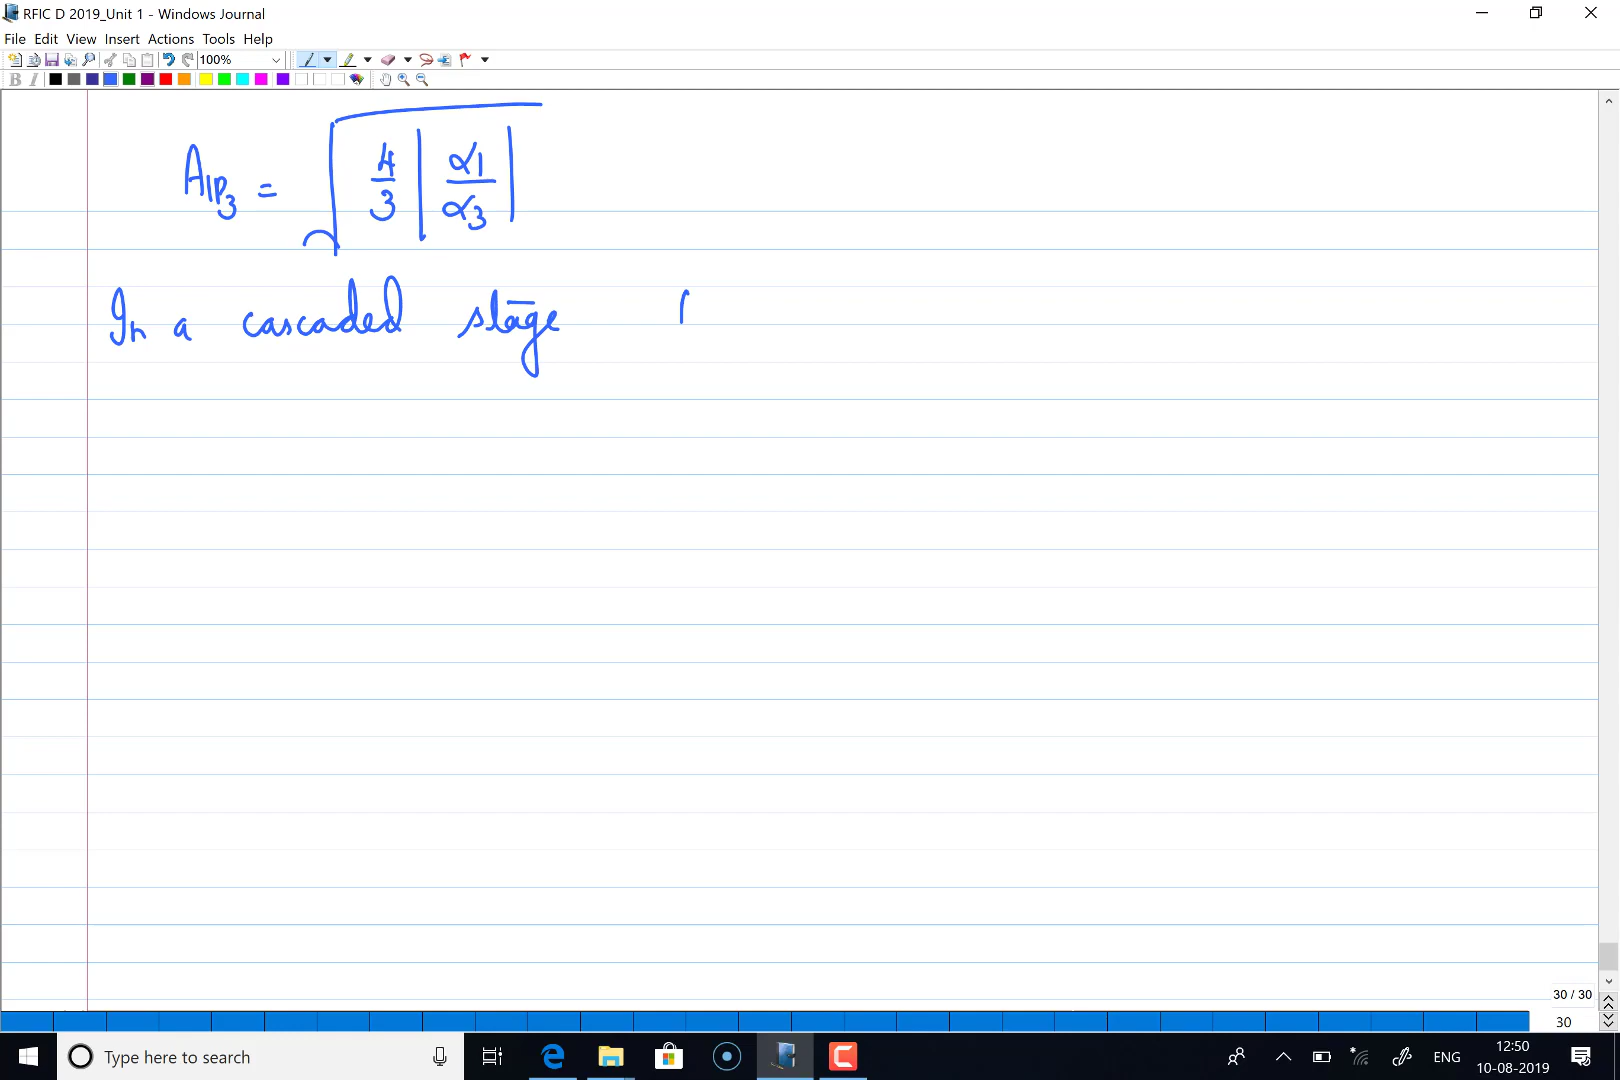 RFIC D 2019_Unit 1 - Windows Journal
File Edit View Insert Actions Tools Help
100%
B I
A_IP3 = √(4/3 |α1/α3|)
In a cascaded stage
30 / 30
30
Type here to search
ENG
12:50
10-08-2019